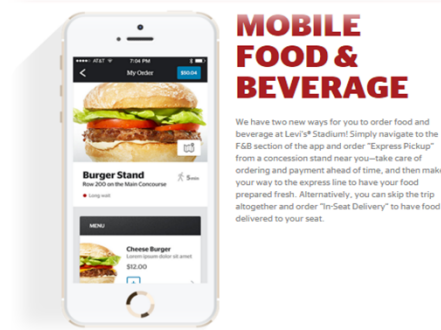 MOBILE
FOOD &
BEVERAGE
AT&T 7:04 PM
My Order $50.04
We have two new ways for you to order food and
beverage at Levi's® Stadium! Simply navigate to the
F&B section of the app and order "Express Pickup"
from a concession stand near you—take care of
ordering and payment ahead of time, and then make
your way to the express line to have your food
prepared fresh. Alternatively, you can skip the trip
altogether and order "In-Seat Delivery" to have food
delivered to your seat.
Burger Stand
Row 200 on the Main Concourse
Long wait
MENU
Cheese Burger
Lorem ipsum dolor sit amet
$12.00